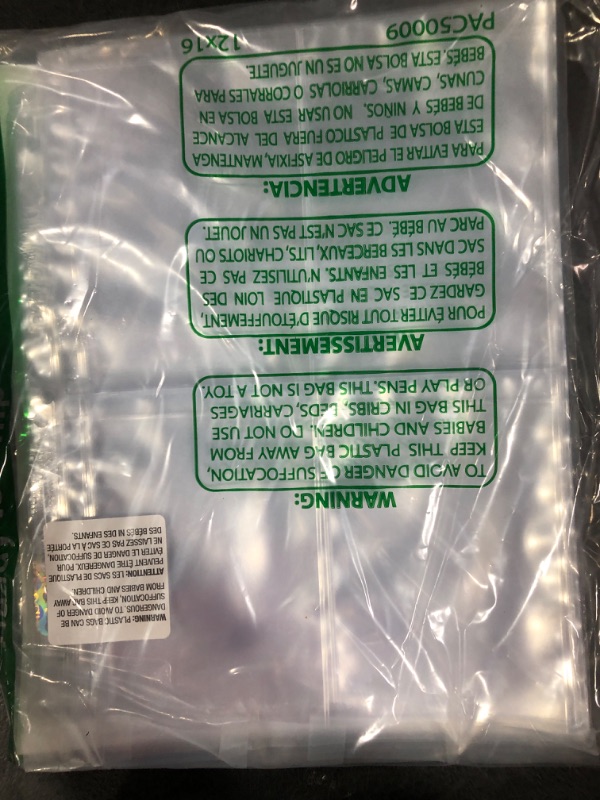 WARNING:
TO AVOID DANGER OF SUFFOCATION,
KEEP THIS PLASTIC BAG AWAY FROM
BABIES AND CHILDREN. DO NOT USE
THIS BAG IN CRIBS, BEDS, CARRIAGES
OR PLAY PENS. THIS BAG IS NOT A TOY.
AVERTISSEMENT:
POUR ÉVITER TOUT RISQUE D'ÉTOUFFEMENT,
GARDEZ CE SAC EN PLASTIQUE LOIN DES
BÉBÉS ET LES ENFANTS. N'UTILISEZ PAS CE
SAC DANS LES BERCEAUX, LITS, CHARIOTS OU
PARC AU BÉBÉ. CE SAC N'EST PAS UN JOUET.
ADVERTENCIA:
PARA EVITAR EL PELIGRO DE ASFIXIA, MANTENGA
ESTA BOLSA DE PLASTICO FUERA DEL ALCANCE
DE BEBES Y NIÑOS. NO USAR ESTA BOLSA EN
CUNAS, CAMAS, CARRIOLAS O CORRALES PARA
BEBÉS. ESTA BOLSA NO ES UN JUGUETE.
PAC50009 12x16
WARNING: PLASTIC BAGS CAN BE
DANGEROUS TO AVOID DANGER OF
SUFFOCATION, KEEP THIS BAG AWAY
FROM BABIES AND CHILDREN.
ATTENTION: LES SACS DE PLASTIQUE
PEUVENT ÊTRE DANGEREUX. POUR
ÉVITER LE DANGER DE SUFFOCATION,
NE LAISSEZ PAS CE SAC À LA PORTÉE
DES BÉBÉS NI DES ENFANTS.